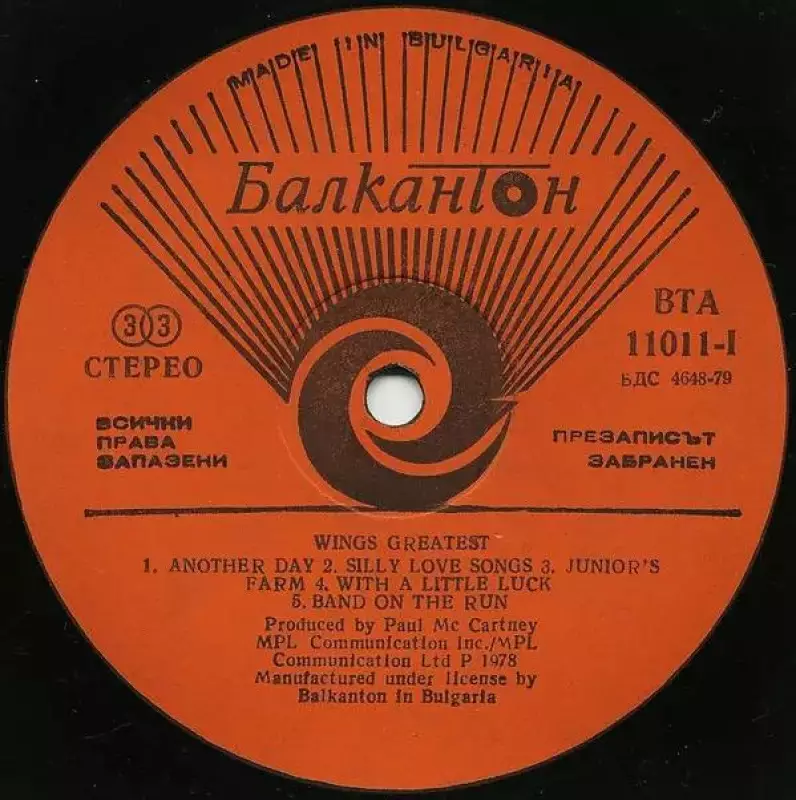 MADE IN BULGARIA
БалканТон
33
СТЕРЕО
ВТА
11011-I
БДС 4648-79
ВСИЧКИ
ПРАВА
ЗАПАЗЕНИ
ПРЕЗАПИСЪТ
ЗАБРАНЕН
WINGS GREATEST
1. ANOTHER DAY 2. SILLY LOVE SONGS 3. JUNIOR'S
FARM 4. WITH A LITTLE LUCK
5. BAND ON THE RUN
Produced by Paul Mc Cartney
MPL Communication Inc./MPL
Communication Ltd P 1978
Manufactured under license by
Balkanton in Bulgaria